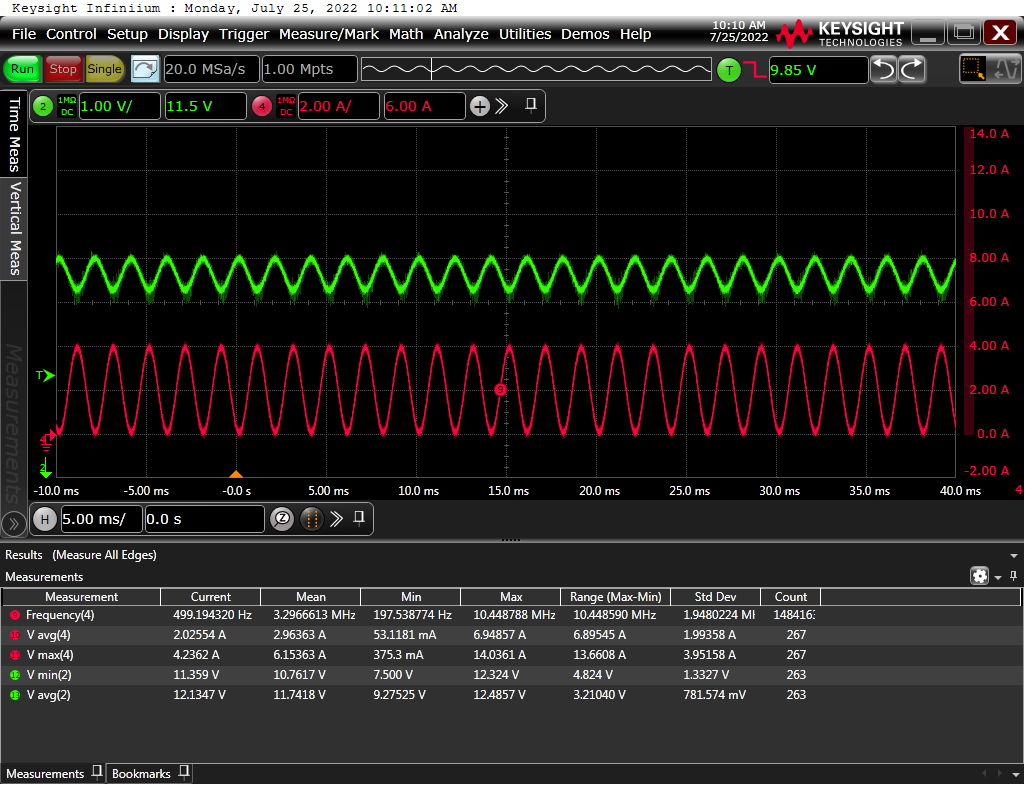 Keysight Infiniium : Monday, July 25, 2022 10:11:02 AM
File Control Setup Display Trigger Measure/Mark Math Analyze Utilities Demos Help
10:10 AM
7/25/2022
KEYSIGHT
TECHNOLOGIES
X
Run Stop Single 20.0 MSa/s 1.00 Mpts T 9.85 V
2 1MΩ DC 1.00 V/ 11.5 V 4 1MΩ DC 2.00 A/ 6.00 A
Time Meas
Vertical Meas
Measurements
14.0 A
12.0 A
10.0 A
8.00 A
6.00 A
4.00 A
2.00 A
0.0 A
-2.00 A
T
9
4
2
-10.0 ms -5.00 ms -0.0 s 5.00 ms 10.0 ms 15.0 ms 20.0 ms 25.0 ms 30.0 ms 35.0 ms 40.0 ms 4
H 5.00 ms/ 0.0 s Z
Results (Measure All Edges)
Measurements
Measurement Current Mean Min Max Range (Max-Min) Std Dev Count
9 Frequency(4) 499.194320 Hz 3.2966613 MHz 197.538774 Hz 10.448788 MHz 10.448590 MHz 1.9480224 MH 148416
10 V avg(4) 2.02554 A 2.96363 A 53.1181 mA 6.94857 A 6.89545 A 1.99358 A 267
11 V max(4) 4.2362 A 6.15363 A 375.3 mA 14.0361 A 13.6608 A 3.95158 A 267
12 V min(2) 11.359 V 10.7617 V 7.500 V 12.324 V 4.824 V 1.3327 V 263
13 V avg(2) 12.1347 V 11.7418 V 9.27525 V 12.4857 V 3.21040 V 781.574 mV 263
Measurements Bookmarks